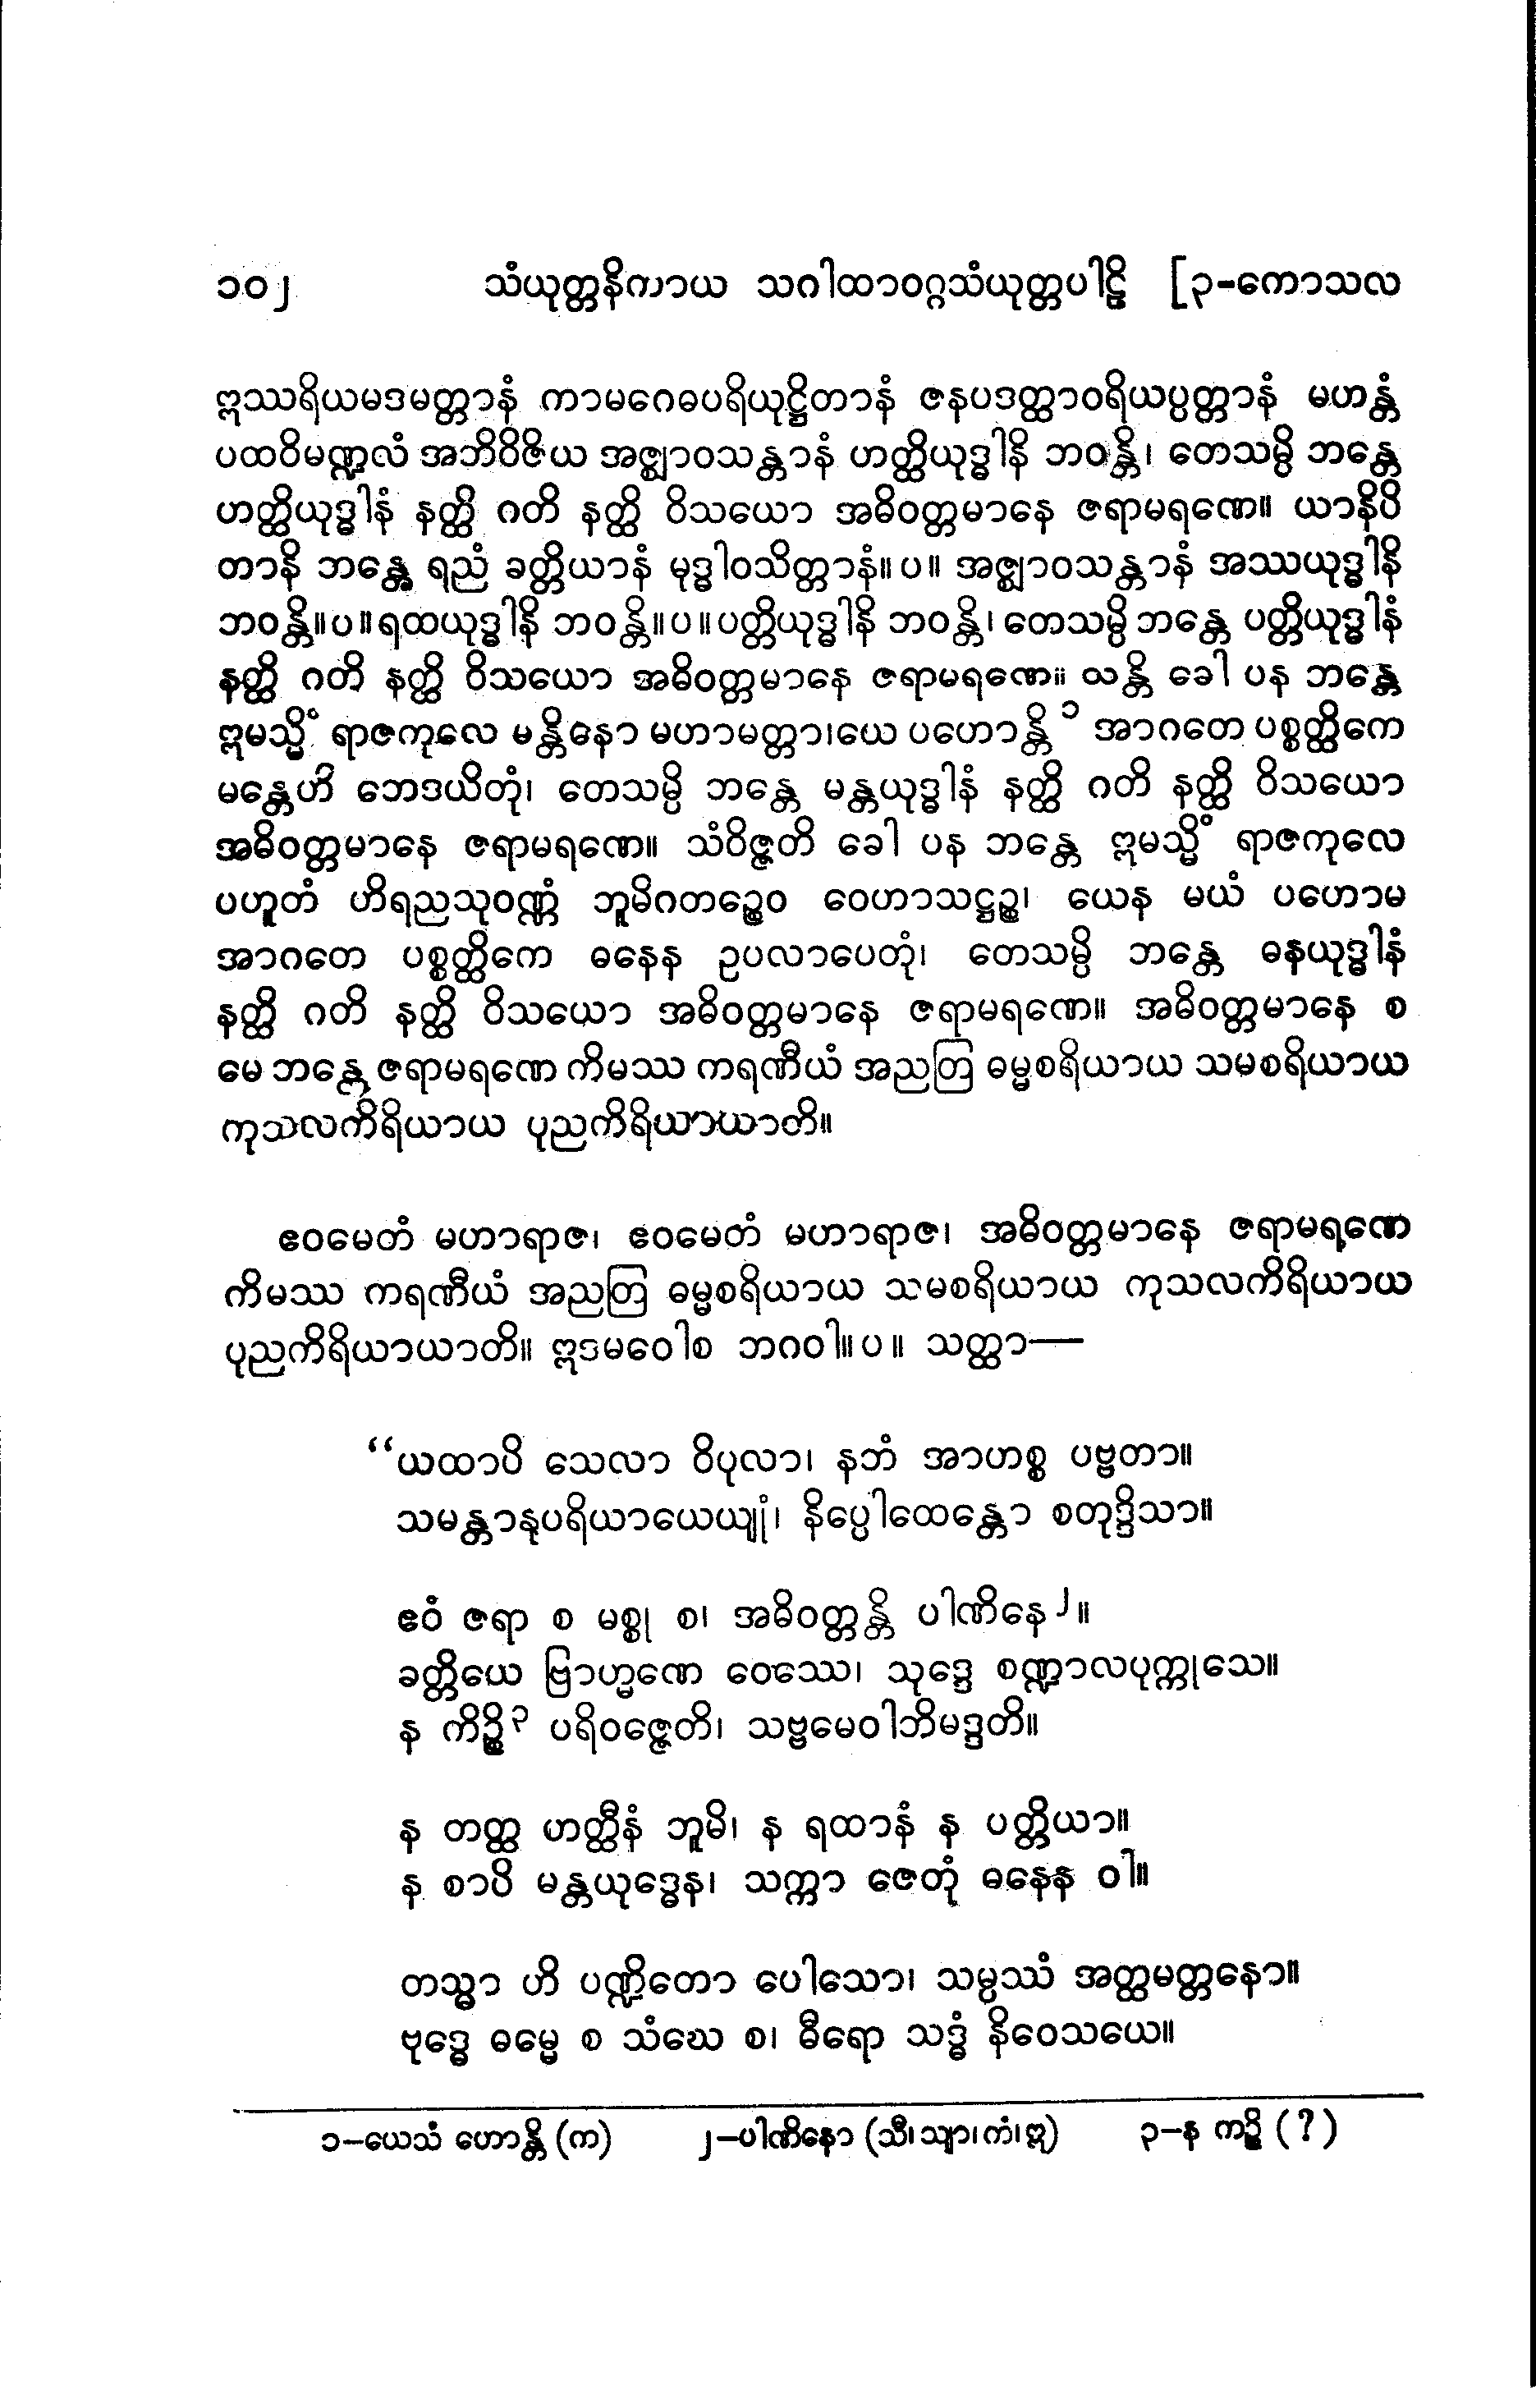 ၁၀၂ သံယုတ္တနိကာယ သဂါထာဝဂ္ဂသံယုတ္တပါဠိ [၃-ကောသလ
ဣဿရိယမဒမတ္တာနံ ကာမဂေဓပရိယုဋ္ဌိတာနံ ဇနပဒတ္ထာဝရိယပ္ပတ္တာနံ မဟန္တံ
ပထဝိမဏ္ဍလံ အဘိဝိဇိယ အဇ္ဈာဝသန္တာနံ ဟတ္ထိယုဒ္ဓါနိ ဘဝန္တိ၊ တေသမ္ပိ ဘန္တေ
ဟတ္ထိယုဒ္ဓါနံ နတ္ထိ ဂတိ နတ္ထိ ဝိသယော အဓိဝတ္တမာနေ ဇရာမရဏေ။ ယာနိပိ
တာနိ ဘန္တေ ရညံ ခတ္တိယာနံ မုဒ္ဓါဝသိတ္တာနံ။ ပ။ အဇ္ဈာဝသန္တာနံ အဿယုဒ္ဓါနိ
ဘဝန္တိ။ ပ။ ရထယုဒ္ဓါနိ ဘဝန္တိ။ ပ။ ပတ္တိယုဒ္ဓါနိ ဘဝန္တိ၊ တေသမ္ပိ ဘန္တေ ပတ္တိယုဒ္ဓါနံ
နတ္ထိ ဂတိ နတ္ထိ ဝိသယော အဓိဝတ္တမာနေ ဇရာမရဏေ။ သန္တိ ခေါ ပန ဘန္တေ
ဣမသ္မိံ ရာဇကုလေ မန္တိနော မဟာမတ္တာ၊ ယေ ပဟောန္တိ ၁ အာဂတေ ပစ္စတ္ထိကေ
မန္တေဟိ ဘေဒယိတုံ၊ တေသမ္ပိ ဘန္တေ မန္တယုဒ္ဓါနံ နတ္ထိ ဂတိ နတ္ထိ ဝိသယော
အဓိဝတ္တမာနေ ဇရာမရဏေ။ သံဝိဇ္ဇတိ ခေါ ပန ဘန္တေ ဣမသ္မိံ ရာဇကုလေ
ပဟူတံ ဟိရညသုဝဏ္ဏံ ဘူမိဂတဉ္စေဝ ဝေဟာသဋ္ဌဉ္စ၊ ယေန မယံ ပဟောမ
အာဂတေ ပစ္စတ္ထိကေ ဓနေန ဥပလာပေတုံ၊ တေသမ္ပိ ဘန္တေ ဓနယုဒ္ဓါနံ
နတ္ထိ ဂတိ နတ္ထိ ဝိသယော အဓိဝတ္တမာနေ ဇရာမရဏေ။ အဓိဝတ္တမာနေ စ
မေ ဘန္တေ ဇရာမရဏေ ကိမဿ ကရဏီယံ အညတြ ဓမ္မစရိယာယ သမစရိယာယ
ကုသလကိရိယာယ ပုညကိရိယာယာတိ။
ဧဝမေတံ မဟာရာဇ၊ ဧဝမေတံ မဟာရာဇ၊ အဓိဝတ္တမာနေ ဇရာမရဏေ
ကိမဿ ကရဏီယံ အညတြ ဓမ္မစရိယာယ သမစရိယာယ ကုသလကိရိယာယ
ပုညကိရိယာယာတိ။ ဣဒမဝေါစ ဘဂဝါ။ ပ။ သတ္ထာ—
“ယထာပိ သေလာ ဝိပုလာ၊ နဘံ အာဟစ္စ ပဗ္ဗတာ။
သမန္တာနုပရိယာယေယျုံ၊ နိပ္ပေါထေန္တော စတုဒ္ဒိသာ။
ဧဝံ ဇရာ စ မစ္စု စ၊ အဓိဝတ္တန္တိ ပါဏိနေ ၂။
ခတ္တိယေ ဗြာဟ္မဏေ ဝေဿေ၊ သုဒ္ဒေ စဏ္ဍာလပုက္ကုသေ။
န ကိဉ္စိ ၃ ပရိဝဇ္ဇေတိ၊ သဗ္ဗမေဝါဘိမဒ္ဒတိ။
န တတ္ထ ဟတ္ထီနံ ဘူမိ၊ န ရထာနံ န ပတ္တိယာ။
န စာပိ မန္တယုဒ္ဓေန၊ သက္ကာ ဇေတုံ ဓနေန ဝါ။
တသ္မာ ဟိ ပဏ္ဍိတော ပေါသော၊ သမ္ပဿံ အတ္ထမတ္တနော။
ဗုဒ္ဓေ ဓမ္မေ စ သံဃေ စ၊ ဓီရော သဒ္ဓံ နိဝေသယေ။
၁–ယေသံ ဟောန္တိ (က) ၂–ပါဏိနော (သီ၊ သျာ၊ ကံ၊ ဣ) ၃–န ကဉ္စိ (?)